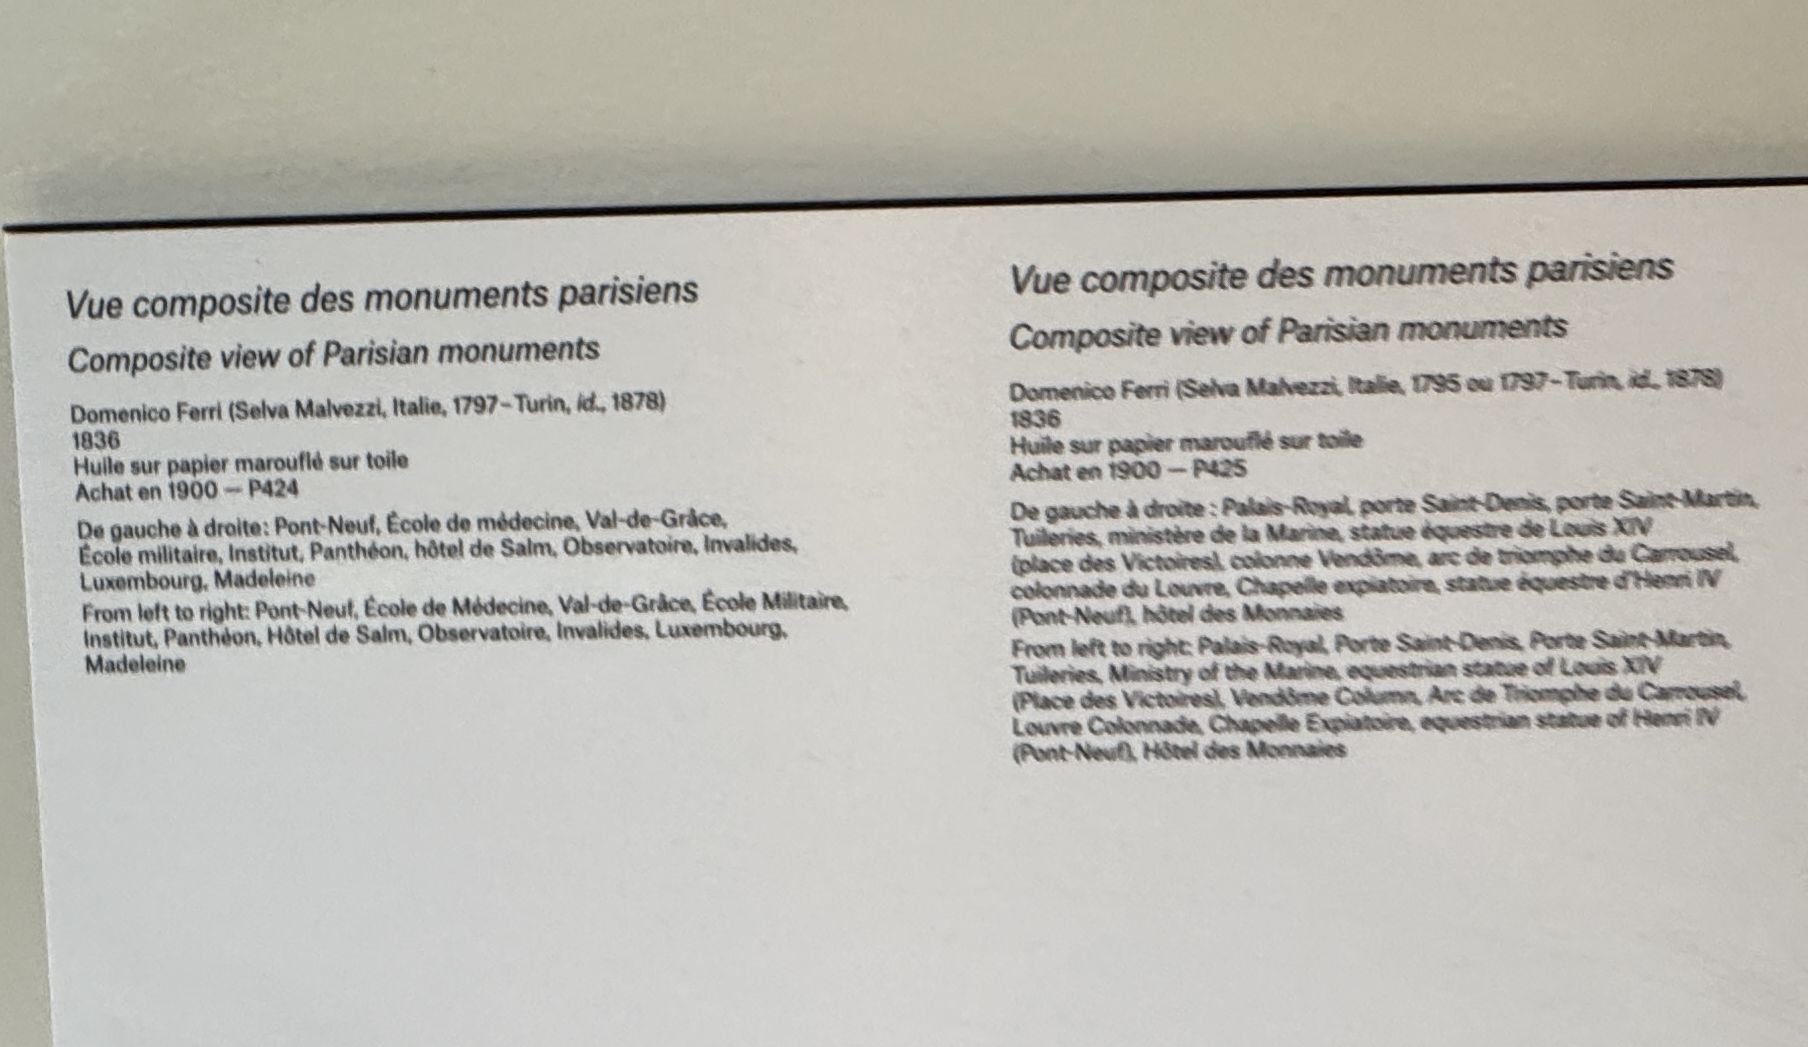 Vue composite des monuments parisiens
Composite view of Parisian monuments
Domenico Ferri (Selva Malvezzi, Italie, 1797–Turin, id., 1878)
1836
Huile sur papier marouflé sur toile
Achat en 1900 — P424
De gauche à droite : Pont-Neuf, École de médecine, Val-de-Grâce,
École militaire, Institut, Panthéon, hôtel de Salm, Observatoire, Invalides,
Luxembourg, Madeleine
From left to right: Pont-Neuf, École de Médecine, Val-de-Grâce, École Militaire,
Institut, Panthéon, Hôtel de Salm, Observatoire, Invalides, Luxembourg,
Madeleine
Vue composite des monuments parisiens
Composite view of Parisian monuments
Domenico Ferri (Selva Malvezzi, Italie, 1795 ou 1797–Turin, id., 1878)
1836
Huile sur papier marouflé sur toile
Achat en 1900 — P425
De gauche à droite : Palais-Royal, porte Saint-Denis, porte Saint-Martin,
Tuileries, ministère de la Marine, statue équestre de Louis XIV
(place des Victoires), colonne Vendôme, arc de triomphe du Carrousel,
colonnade du Louvre, Chapelle expiatoire, statue équestre d'Henri IV
(Pont-Neuf), hôtel des Monnaies
From left to right: Palais-Royal, Porte Saint-Denis, Porte Saint-Martin,
Tuileries, Ministry of the Marine, equestrian statue of Louis XIV
(Place des Victoires), Vendôme Column, Arc de Triomphe du Carrousel,
Louvre Colonnade, Chapelle Expiatoire, equestrian statue of Henri IV
(Pont-Neuf), Hôtel des Monnaies